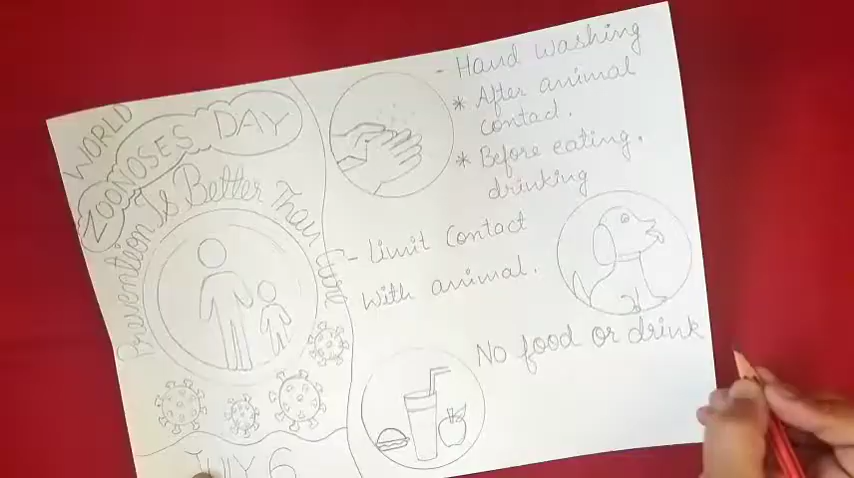 WORLD
ZOONOSES DAY
Prevention Is Better Than Cure
JULY 6
- Hand washing
* After animal
contact.
* Before eating,
drinking
- Limit Contact
With animal.
No food or drink